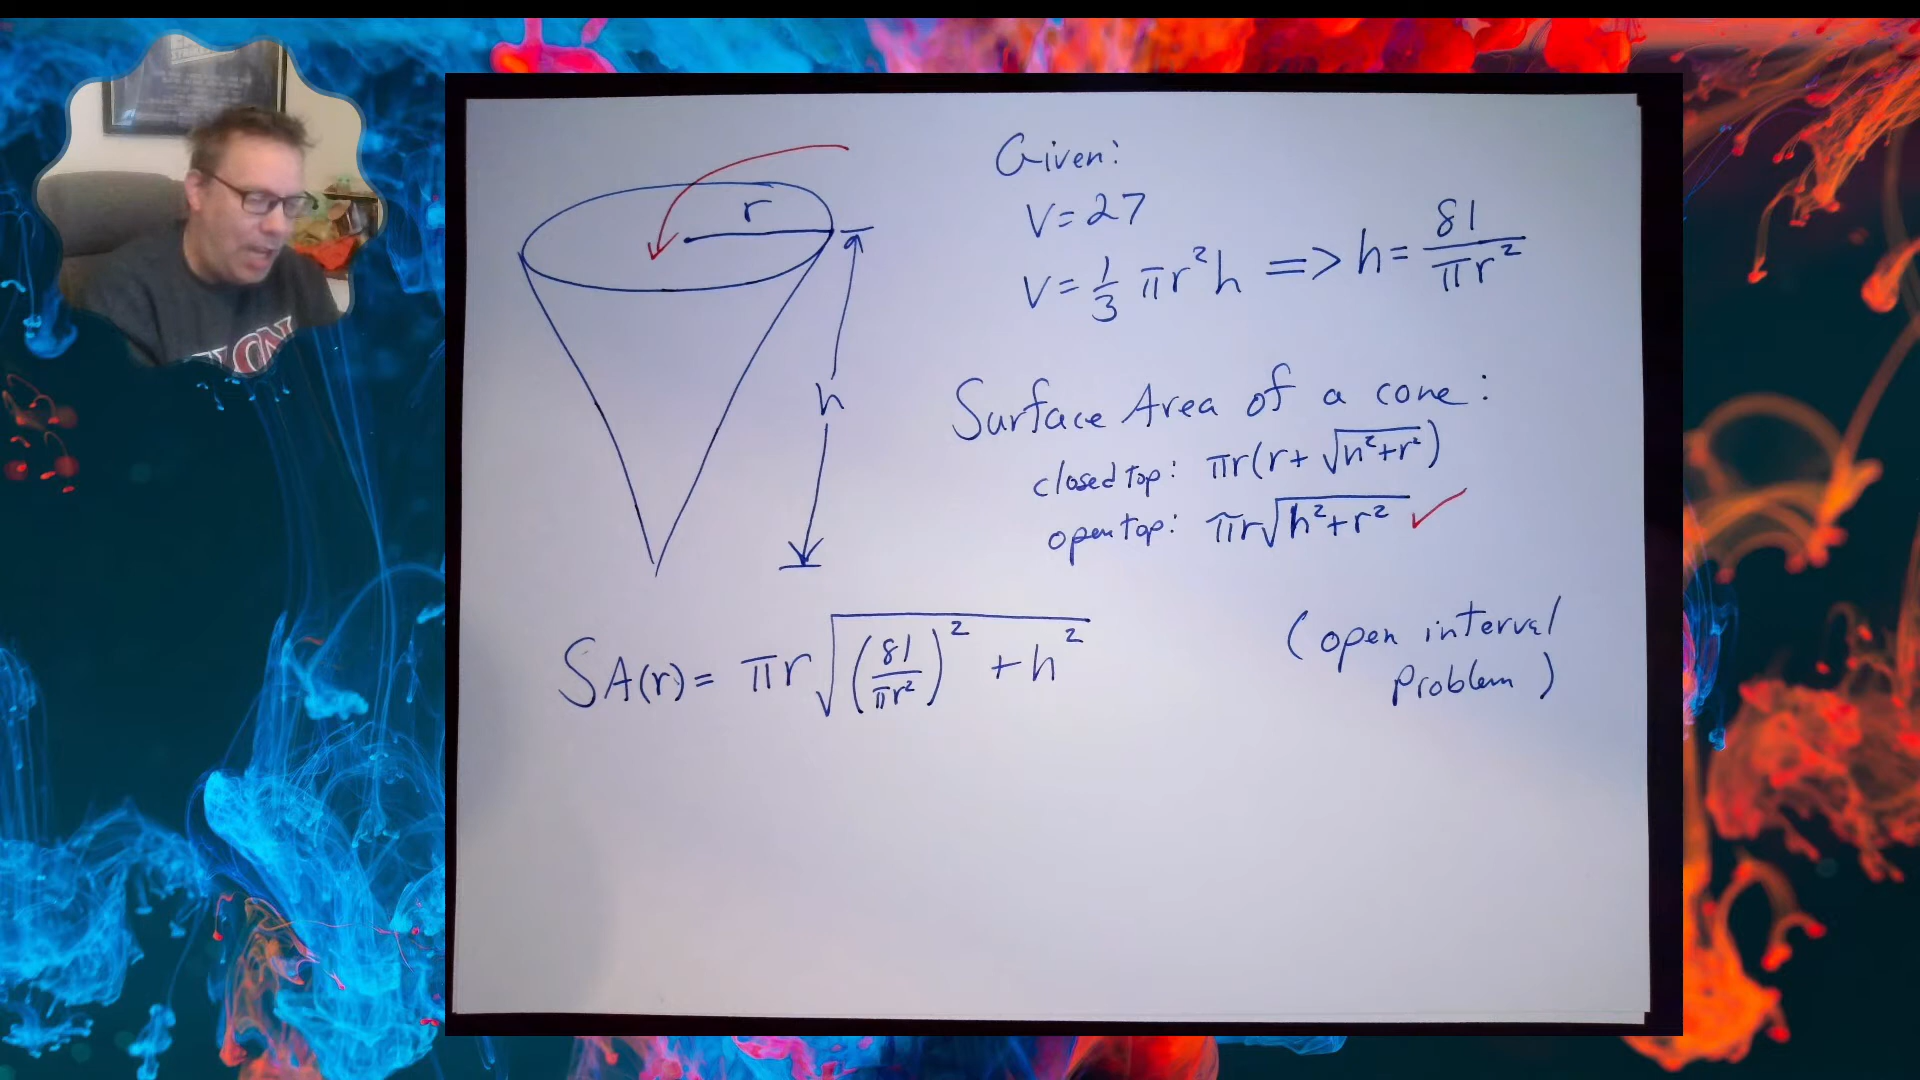 r
h
Given:
V = 27
V = 1/3 πr²h => h = 81/πr²
Surface Area of a cone:
closed top: πr(r + √h²+r²)
open top: πr√h²+r² ✓
SA(r) = πr√(81/πr²)² + h²
(open interval
problem)